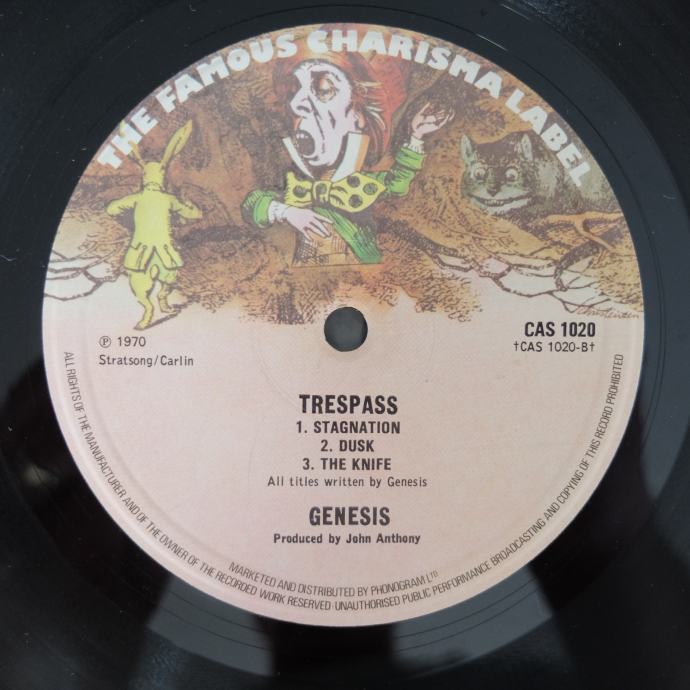 THE FAMOUS CHARISMA LABEL
℗ 1970
Stratsong/Carlin
CAS 1020
†CAS 1020-B†
TRESPASS
1. STAGNATION
2. DUSK
3. THE KNIFE
All titles written by Genesis
GENESIS
Produced by John Anthony
ALL RIGHTS OF THE MANUFACTURER AND OF THE OWNER OF THE RECORDED WORK RESERVED · UNAUTHORISED PUBLIC PERFORMANCE BROADCASTING AND COPYING OF THIS RECORD PROHIBITED
MARKETED AND DISTRIBUTED BY PHONOGRAM LTD